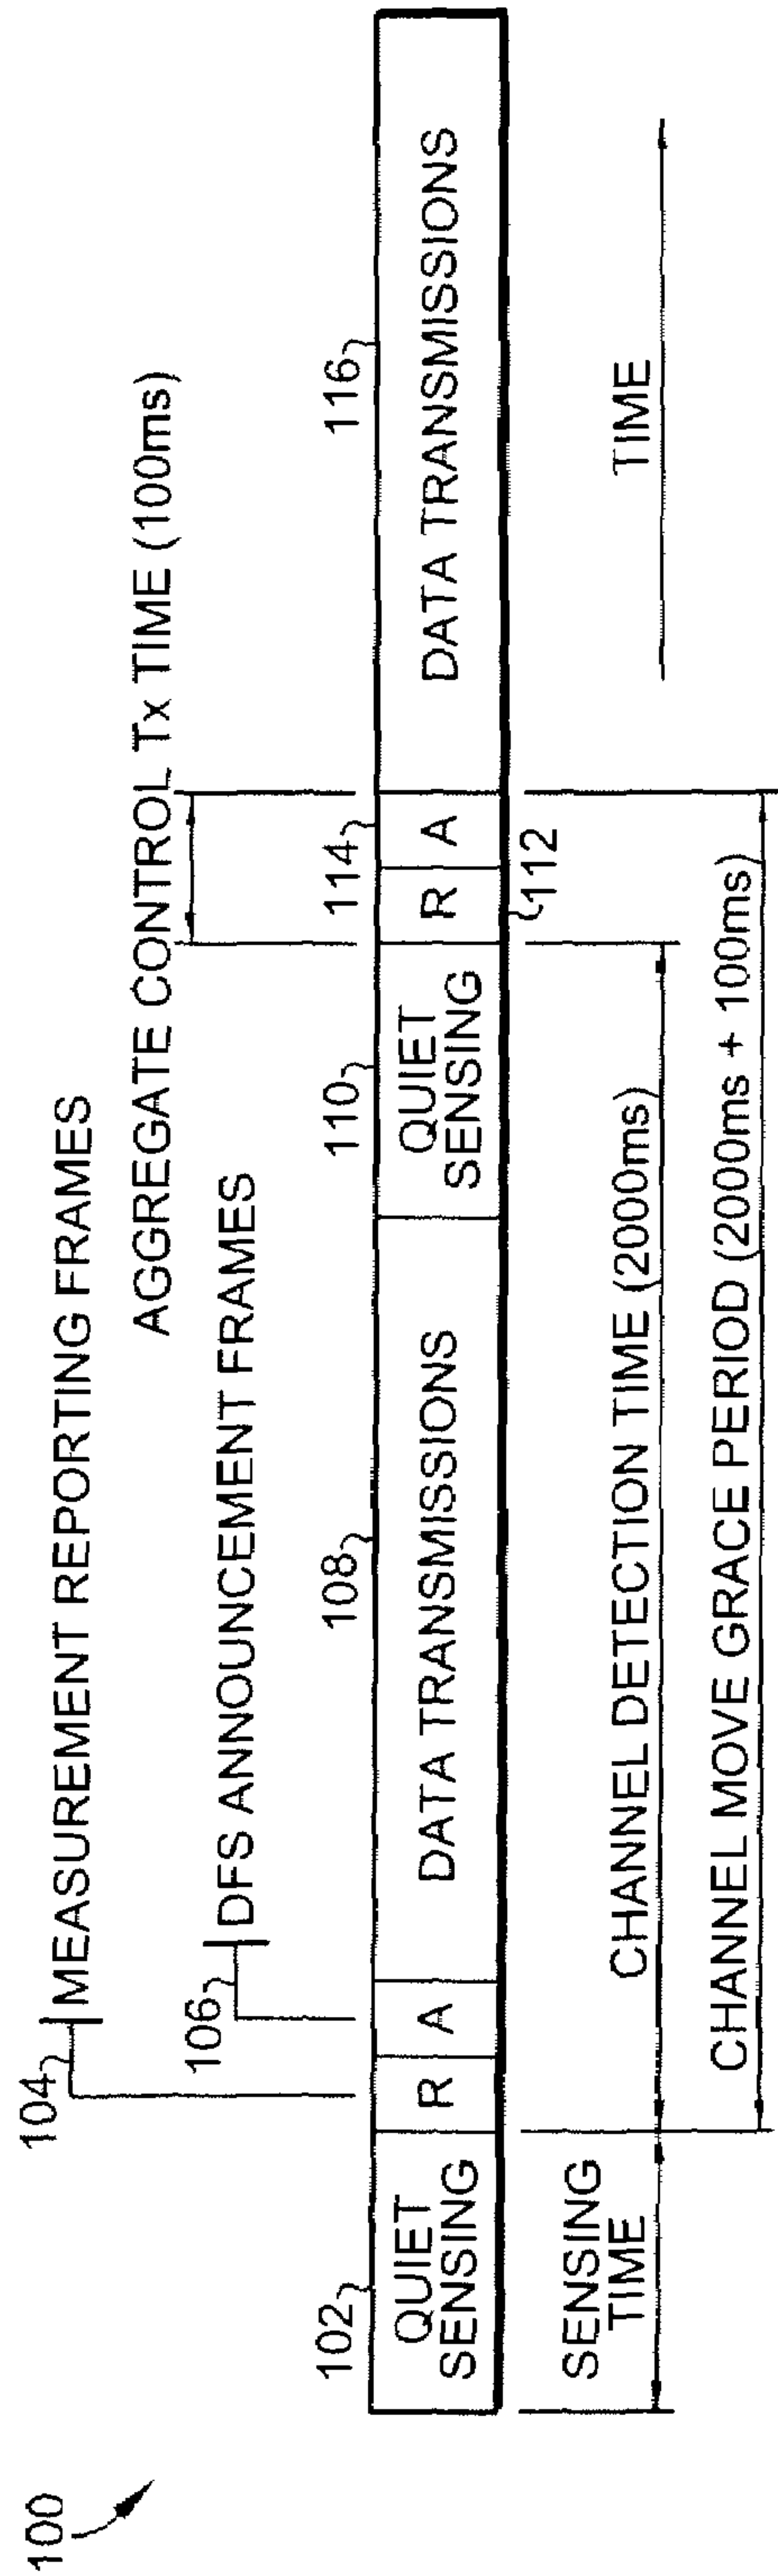 100
104
MEASUREMENT REPORTING FRAMES
AGGREGATE CONTROL Tx TIME (100ms)
106
DFS ANNOUNCEMENT FRAMES
102
108
110
114
116
QUIET
SENSING
R
A
DATA TRANSMISSIONS
QUIET
SENSING
R
A
DATA TRANSMISSIONS
112
SENSING
TIME
CHANNEL DETECTION TIME (2000ms)
TIME
CHANNEL MOVE GRACE PERIOD (2000ms + 100ms)